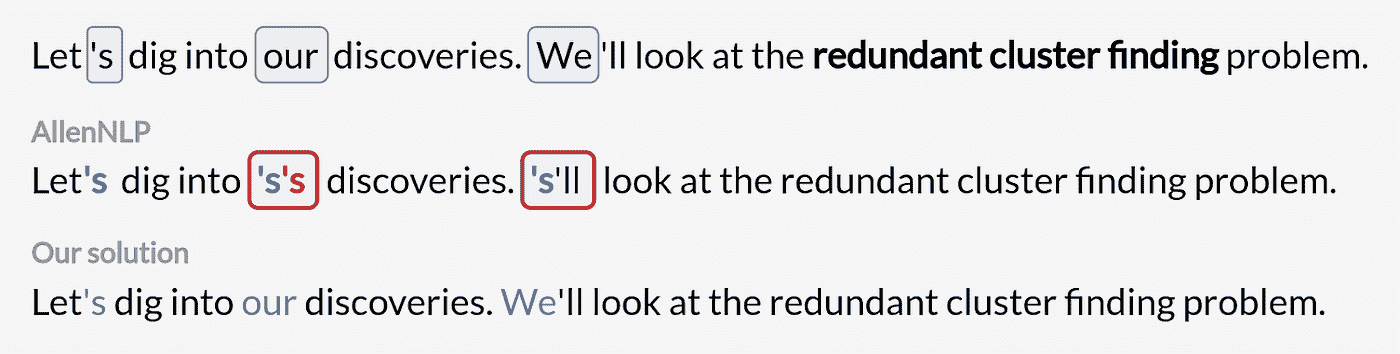 Let's dig into our discoveries. We'll look at the redundant cluster finding problem.
AllenNLP
Let's dig into 's's discoveries. 's'll look at the redundant cluster finding problem.
Our solution
Let's dig into our discoveries. We'll look at the redundant cluster finding problem.